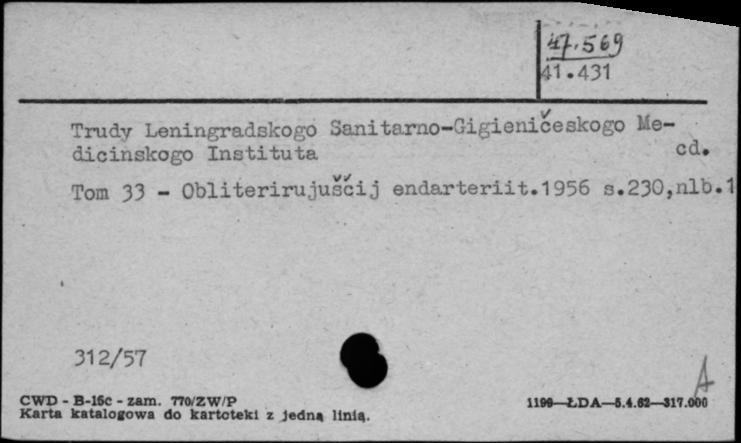 47.569
41.431
Trudy Leningradskogo Sanitarno-Gigieničeskogo Me-
dicinskogo Instituta cd.
Tom 33 - Obliterirujuščij endarteriit.1956 s.230,nlb.1
312/57
A
CWD - B-15c - zam. 770/ZW/P
Karta katalogowa do kartoteki z jedną linią.
1199—ŁDA—5.4.62—317.000